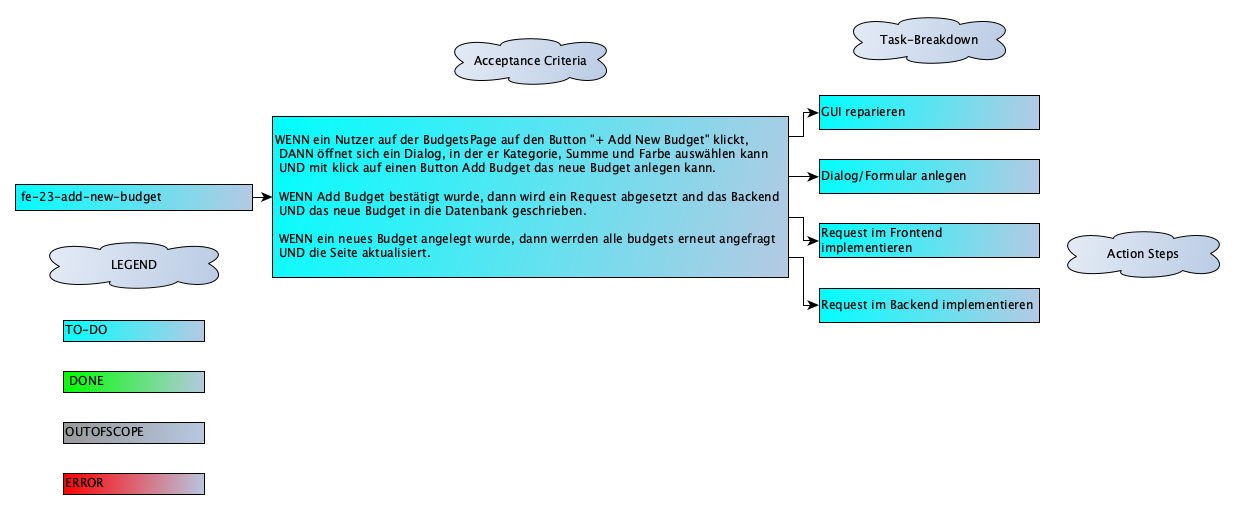 Task-Breakdown
Acceptance Criteria
GUI reparieren
WENN ein Nutzer auf der BudgetsPage auf den Button "+ Add New Budget" klickt,
DANN öffnet sich ein Dialog, in der er Kategorie, Summe und Farbe auswählen kann
UND mit klick auf einen Button Add Budget das neue Budget anlegen kann.
WENN Add Budget bestätigt wurde, dann wird ein Request abgesetzt and das Backend
UND das neue Budget in die Datenbank geschrieben.
WENN ein neues Budget angelegt wurde, dann werrden alle budgets erneut angefragt
UND die Seite aktualisiert.
Dialog/Formular anlegen
fe-23-add-new-budget
Request im Frontend
implementieren
Action Steps
Request im Backend implementieren
LEGEND
TO-DO
DONE
OUTOFSCOPE
ERROR